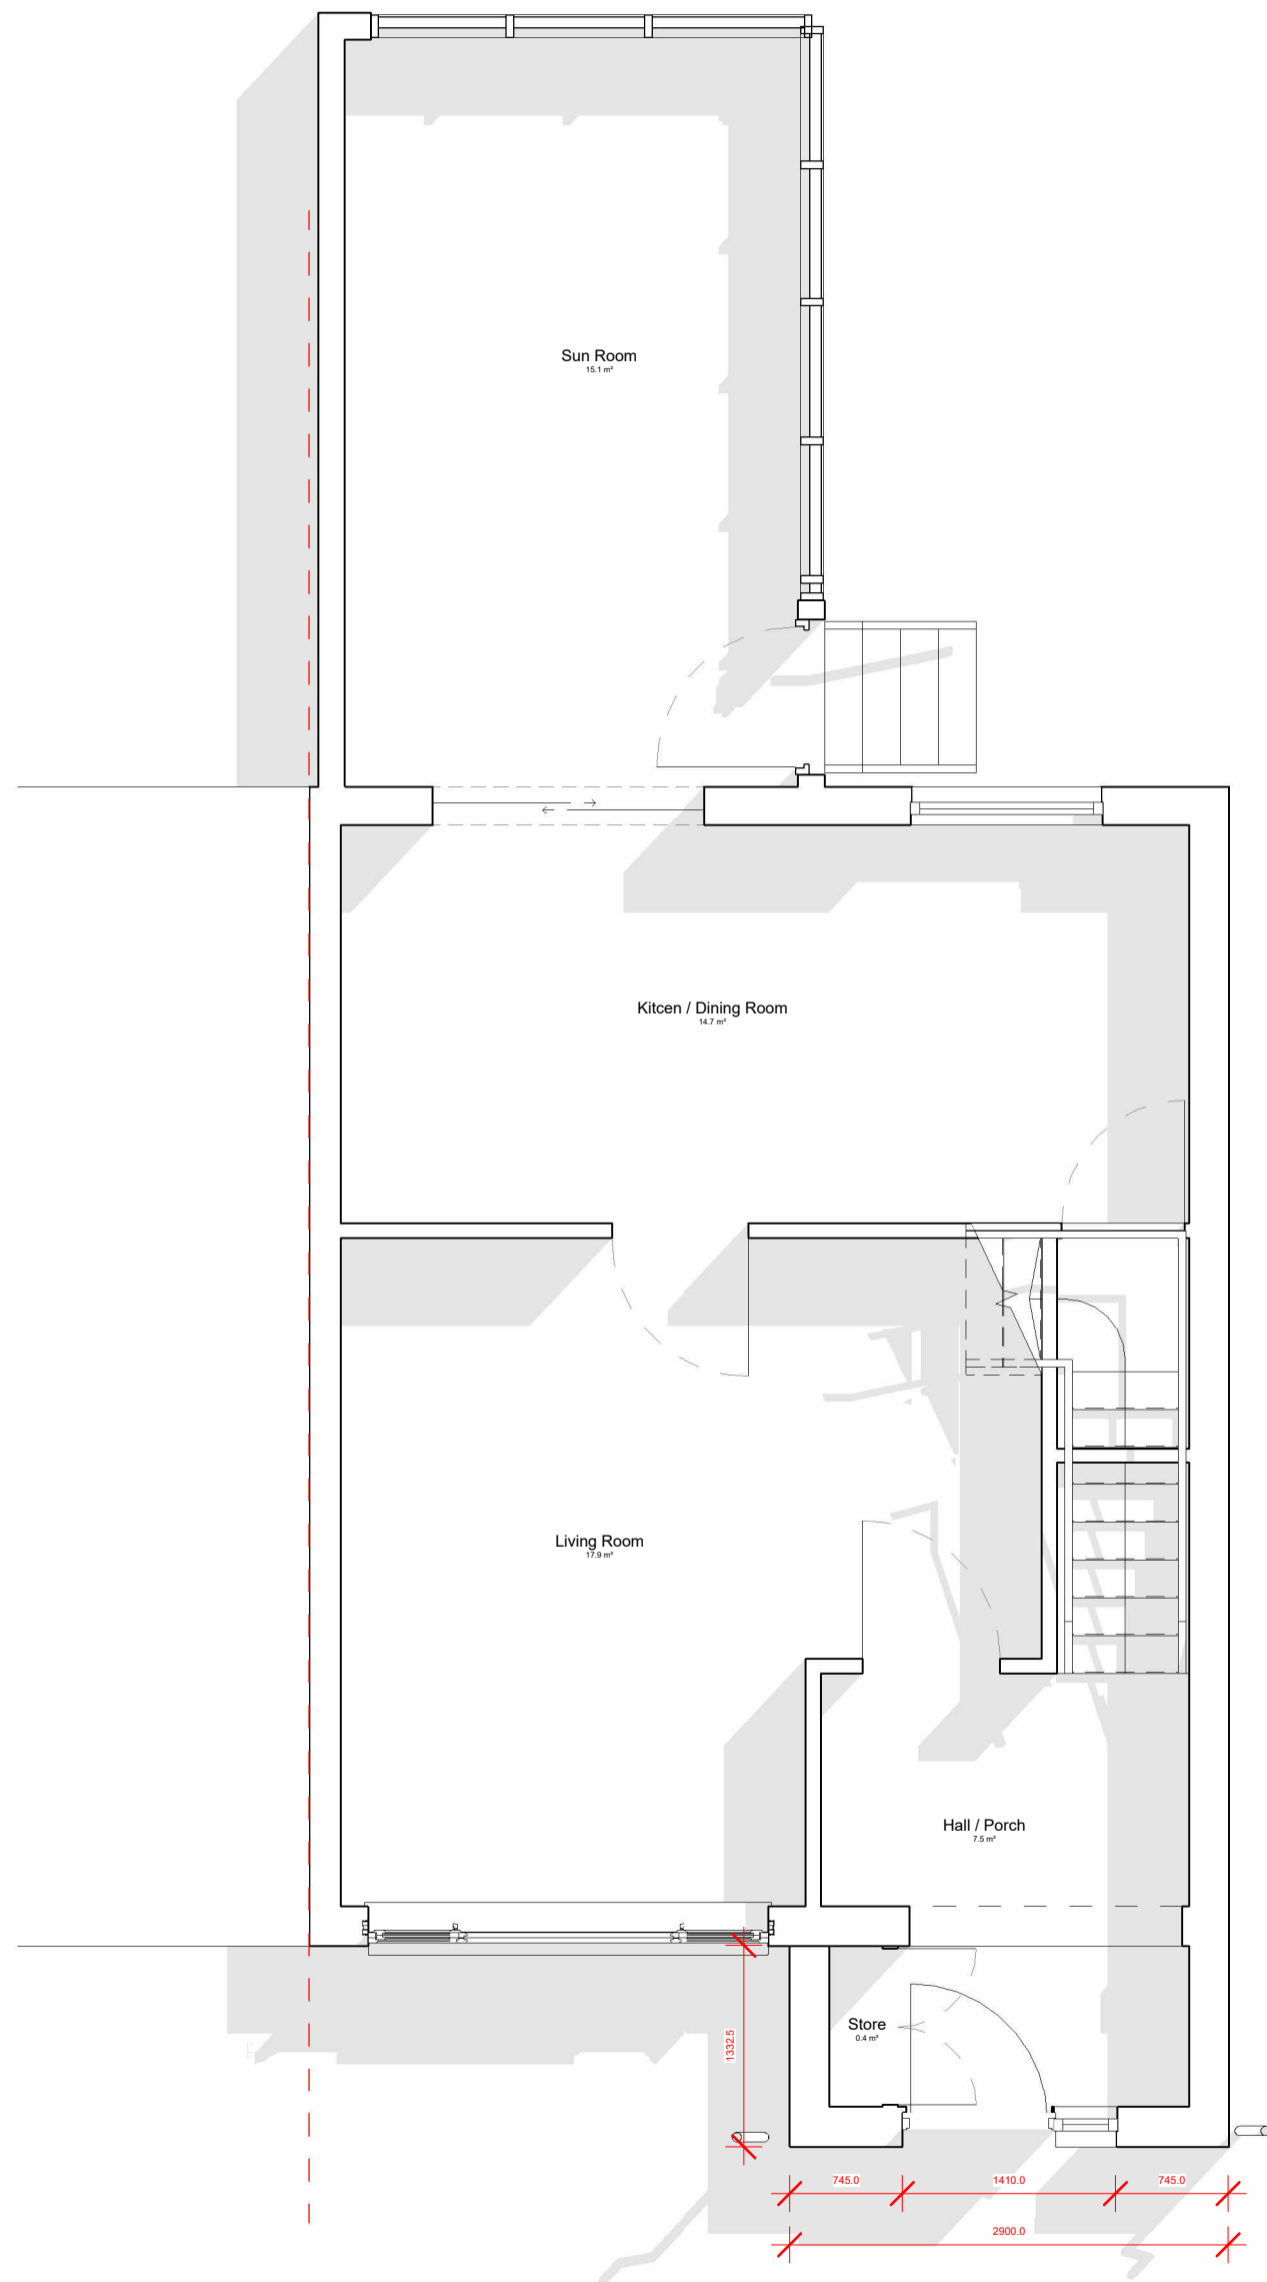 Sun Room
15.1 m²
Kitcen / Dining Room
14.7 m²
Living Room
17.9 m²
Hall / Porch
7.5 m²
Store
0.4 m²
1332.5
745.0
1410.0
745.0
2900.0